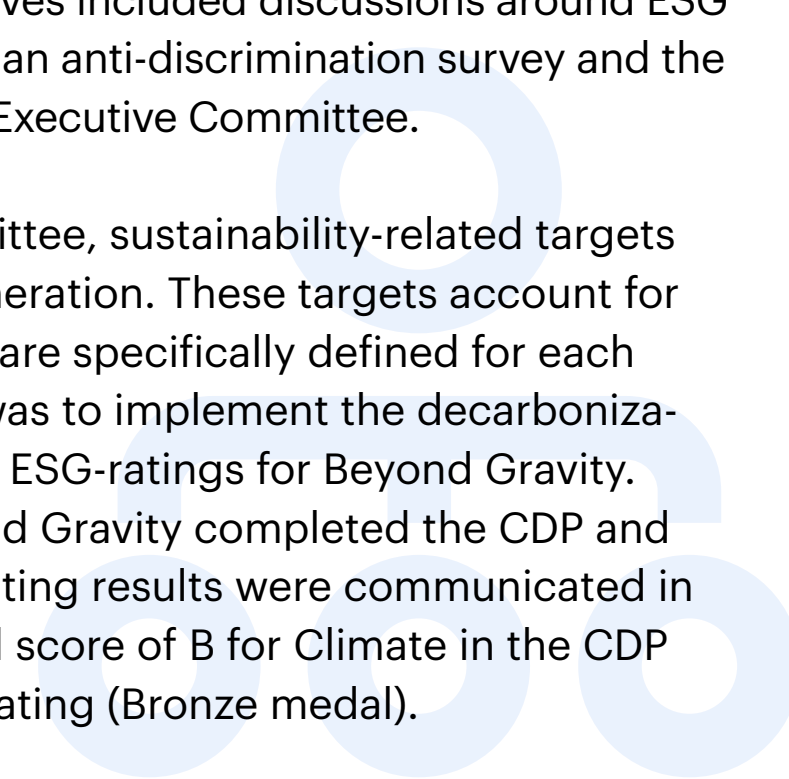 ves included discussions around ESG
an anti-discrimination survey and the
Executive Committee.
ittee, sustainability-related targets
neration. These targets account for
are specifically defined for each
was to implement the decarboniza-
ESG-ratings for Beyond Gravity.
d Gravity completed the CDP and
ting results were communicated in
score of B for Climate in the CDP
ating (Bronze medal).